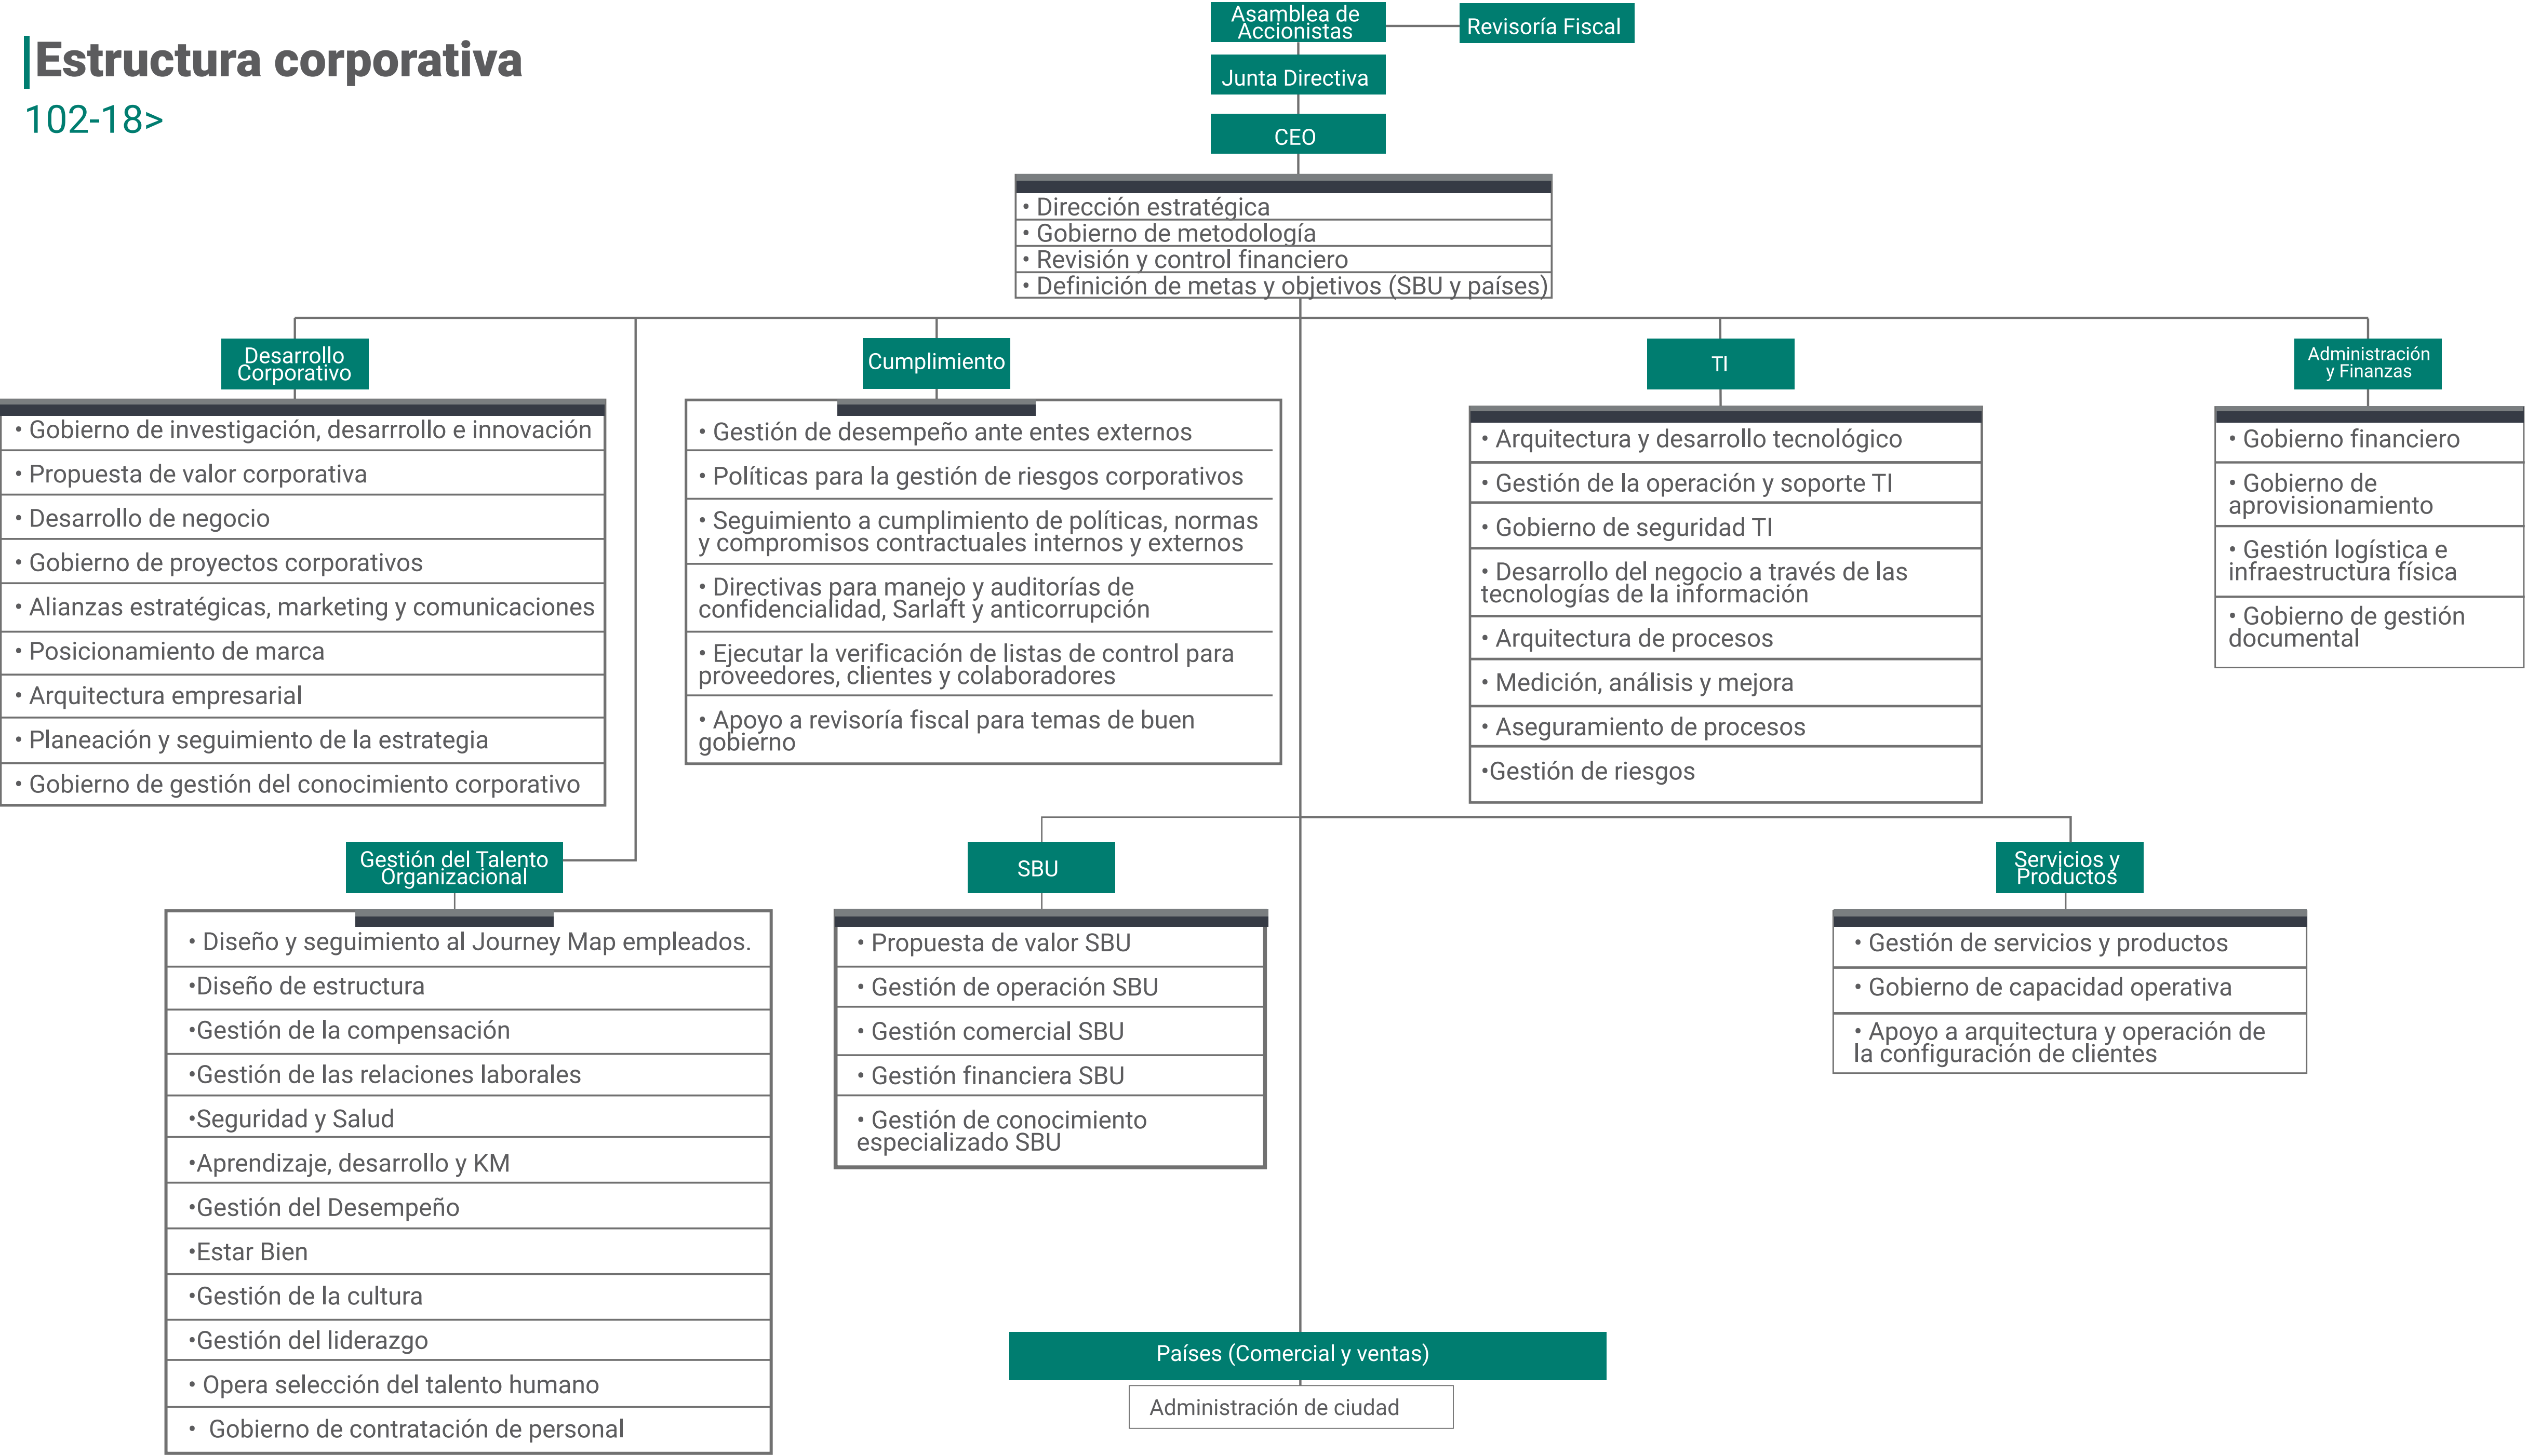 Estructura corporativa
102-18>
Asamblea de
Accionistas
Revisoría Fiscal
Junta Directiva
CEO
• Dirección estratégica
• Gobierno de metodología
• Revisión y control financiero
• Definición de metas y objetivos (SBU y países)
Desarrollo
Corporativo
• Gobierno de investigación, desarrrollo e innovación
• Propuesta de valor corporativa
• Desarrollo de negocio
• Gobierno de proyectos corporativos
• Alianzas estratégicas, marketing y comunicaciones
• Posicionamiento de marca
• Arquitectura empresarial
• Planeación y seguimiento de la estrategia
• Gobierno de gestión del conocimiento corporativo
Cumplimiento
• Gestión de desempeño ante entes externos
• Políticas para la gestión de riesgos corporativos
• Seguimiento a cumplimiento de políticas, normas
y compromisos contractuales internos y externos
• Directivas para manejo y auditorías de
confidencialidad, Sarlaft y anticorrupción
• Ejecutar la verificación de listas de control para
proveedores, clientes y colaboradores
• Apoyo a revisoría fiscal para temas de buen
gobierno
TI
• Arquitectura y desarrollo tecnológico
• Gestión de la operación y soporte TI
• Gobierno de seguridad TI
• Desarrollo del negocio a través de las
tecnologías de la información
• Arquitectura de procesos
• Medición, análisis y mejora
• Aseguramiento de procesos
•Gestión de riesgos
Administración
y Finanzas
• Gobierno financiero
• Gobierno de
aprovisionamiento
• Gestión logística e
infraestructura física
• Gobierno de gestión
documental
Gestión del Talento
Organizacional
• Diseño y seguimiento al Journey Map empleados.
•Diseño de estructura
•Gestión de la compensación
•Gestión de las relaciones laborales
•Seguridad y Salud
•Aprendizaje, desarrollo y KM
•Gestión del Desempeño
•Estar Bien
•Gestión de la cultura
•Gestión del liderazgo
• Opera selección del talento humano
• Gobierno de contratación de personal
SBU
• Propuesta de valor SBU
• Gestión de operación SBU
• Gestión comercial SBU
• Gestión financiera SBU
• Gestión de conocimiento
especializado SBU
Servicios y
Productos
• Gestión de servicios y productos
• Gobierno de capacidad operativa
• Apoyo a arquitectura y operación de
la configuración de clientes
Países (Comercial y ventas)
Administración de ciudad